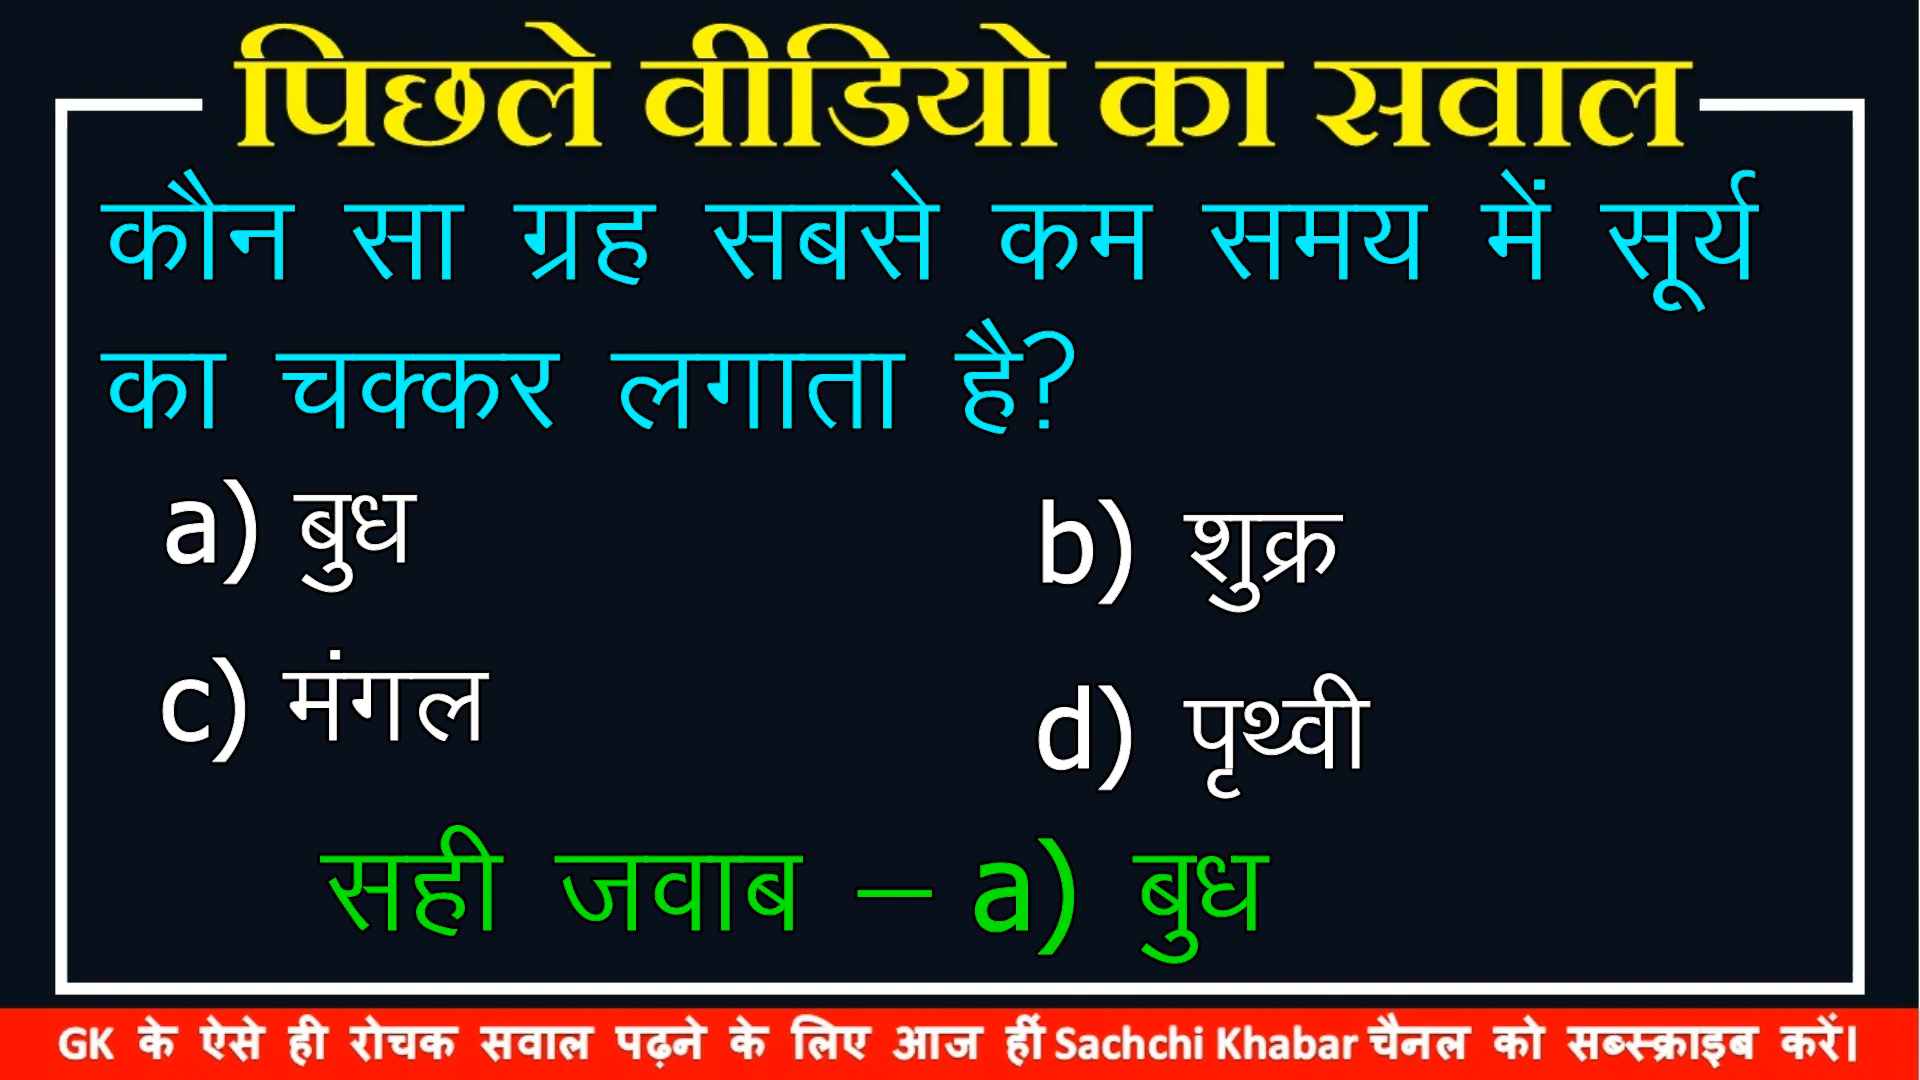 पिछले वीडियो का सवाल
कौन सा ग्रह सबसे कम समय में सूर्य
का चक्कर लगाता है?
a) बुध
b) शुक्र
c) मंगल
d) पृथ्वी
सही जवाब – a) बुध
GK के ऐसे ही रोचक सवाल पढ़ने के लिए आज हीं Sachchi Khabar चैनल को सब्स्क्राइब करें।